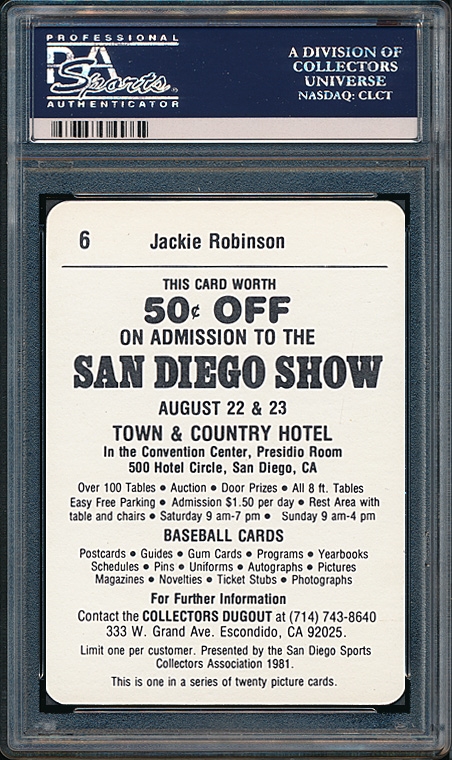 PROFESSIONAL
PSA
Sports®
AUTHENTICATOR
A DIVISION OF
COLLECTORS
UNIVERSE
NASDAQ: CLCT
6 Jackie Robinson
THIS CARD WORTH
50¢ OFF
ON ADMISSION TO THE
SAN DIEGO SHOW
AUGUST 22 & 23
TOWN & COUNTRY HOTEL
In the Convention Center, Presidio Room
500 Hotel Circle, San Diego, CA
Over 100 Tables • Auction • Door Prizes • All 8 ft. Tables
Easy Free Parking • Admission $1.50 per day • Rest Area with
table and chairs • Saturday 9 am-7 pm • Sunday 9 am-4 pm
BASEBALL CARDS
Postcards • Guides • Gum Cards • Programs • Yearbooks
Schedules • Pins • Uniforms • Autographs • Pictures
Magazines • Novelties • Ticket Stubs • Photographs
For Further Information
Contact the COLLECTORS DUGOUT at (714) 743-8640
333 W. Grand Ave. Escondido, CA 92025.
Limit one per customer. Presented by the San Diego Sports
Collectors Association 1981.
This is one in a series of twenty picture cards.